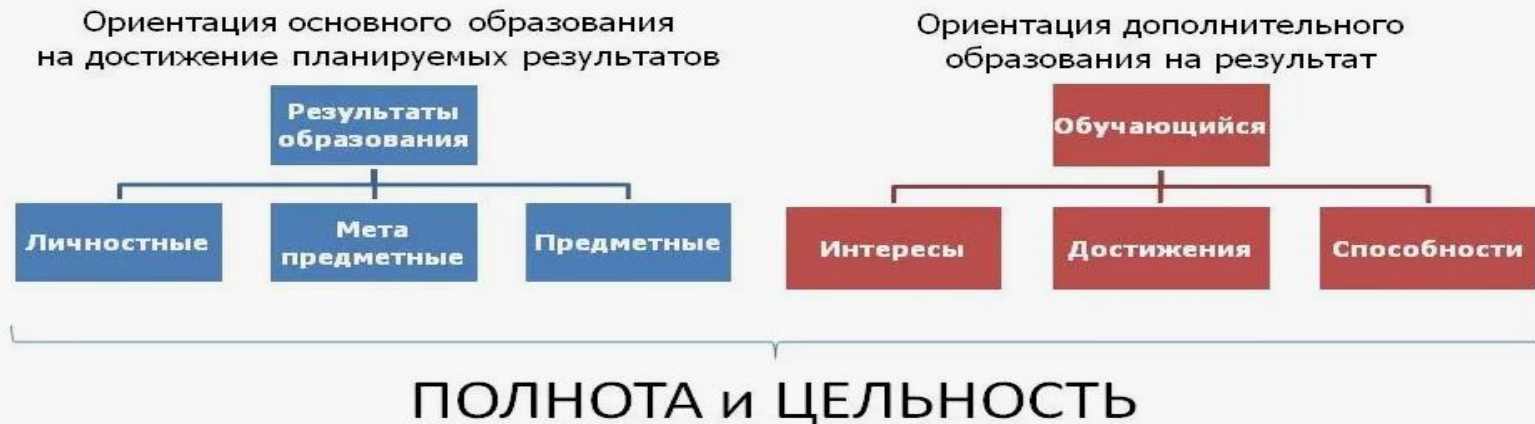 Ориентация основного образования
на достижение планируемых результатов
Результаты
образования
Личностные
Мета
предметные
Предметные
Ориентация дополнительного
образования на результат
Обучающийся
Интересы
Достижения
Способности
ПОЛНОТА и ЦЕЛЬНОСТЬ